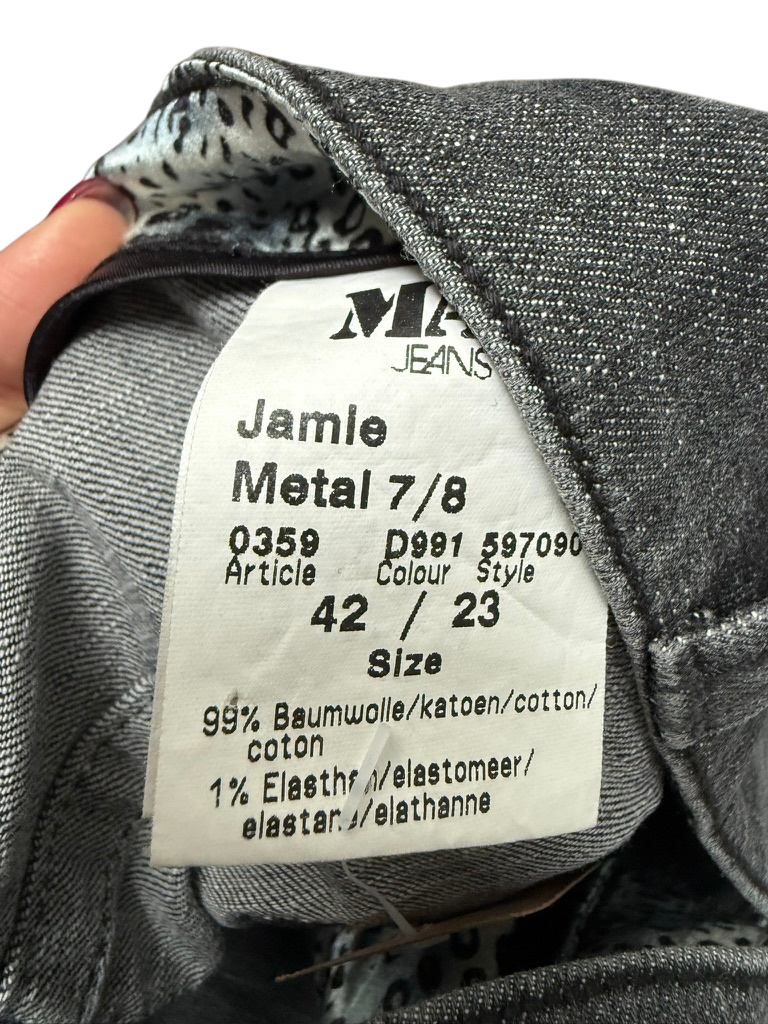 JEANS
Jamie
Metal 7/8
0359 D991 597090
Article Colour Style
42 / 23
Size
99% Baumwolle/katoen/cotton/
coton
1% Elasthan/elastomeer/
elastane/elathanne